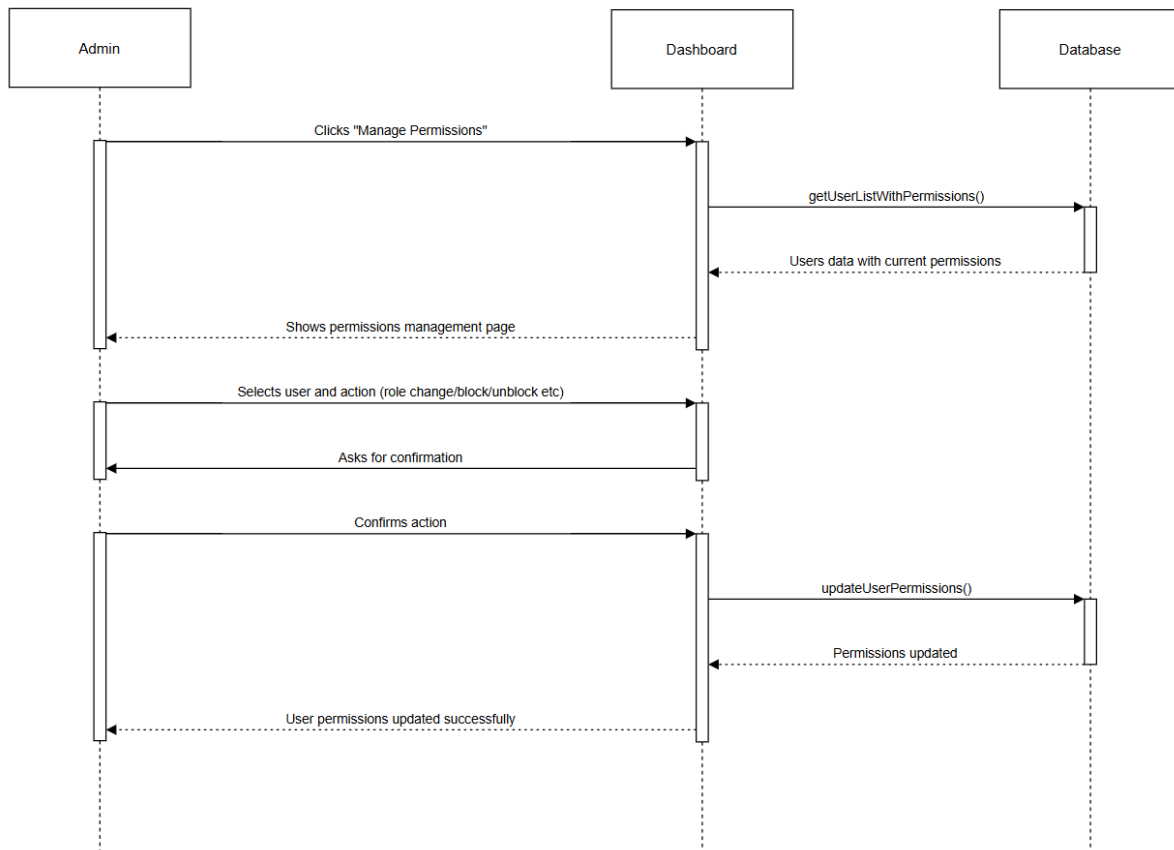 Admin
Dashboard
Database
Clicks "Manage Permissions"
getUserListWithPermissions()
Users data with current permissions
Shows permissions management page
Selects user and action (role change/block/unblock etc)
Asks for confirmation
Confirms action
updateUserPermissions()
Permissions updated
User permissions updated successfully